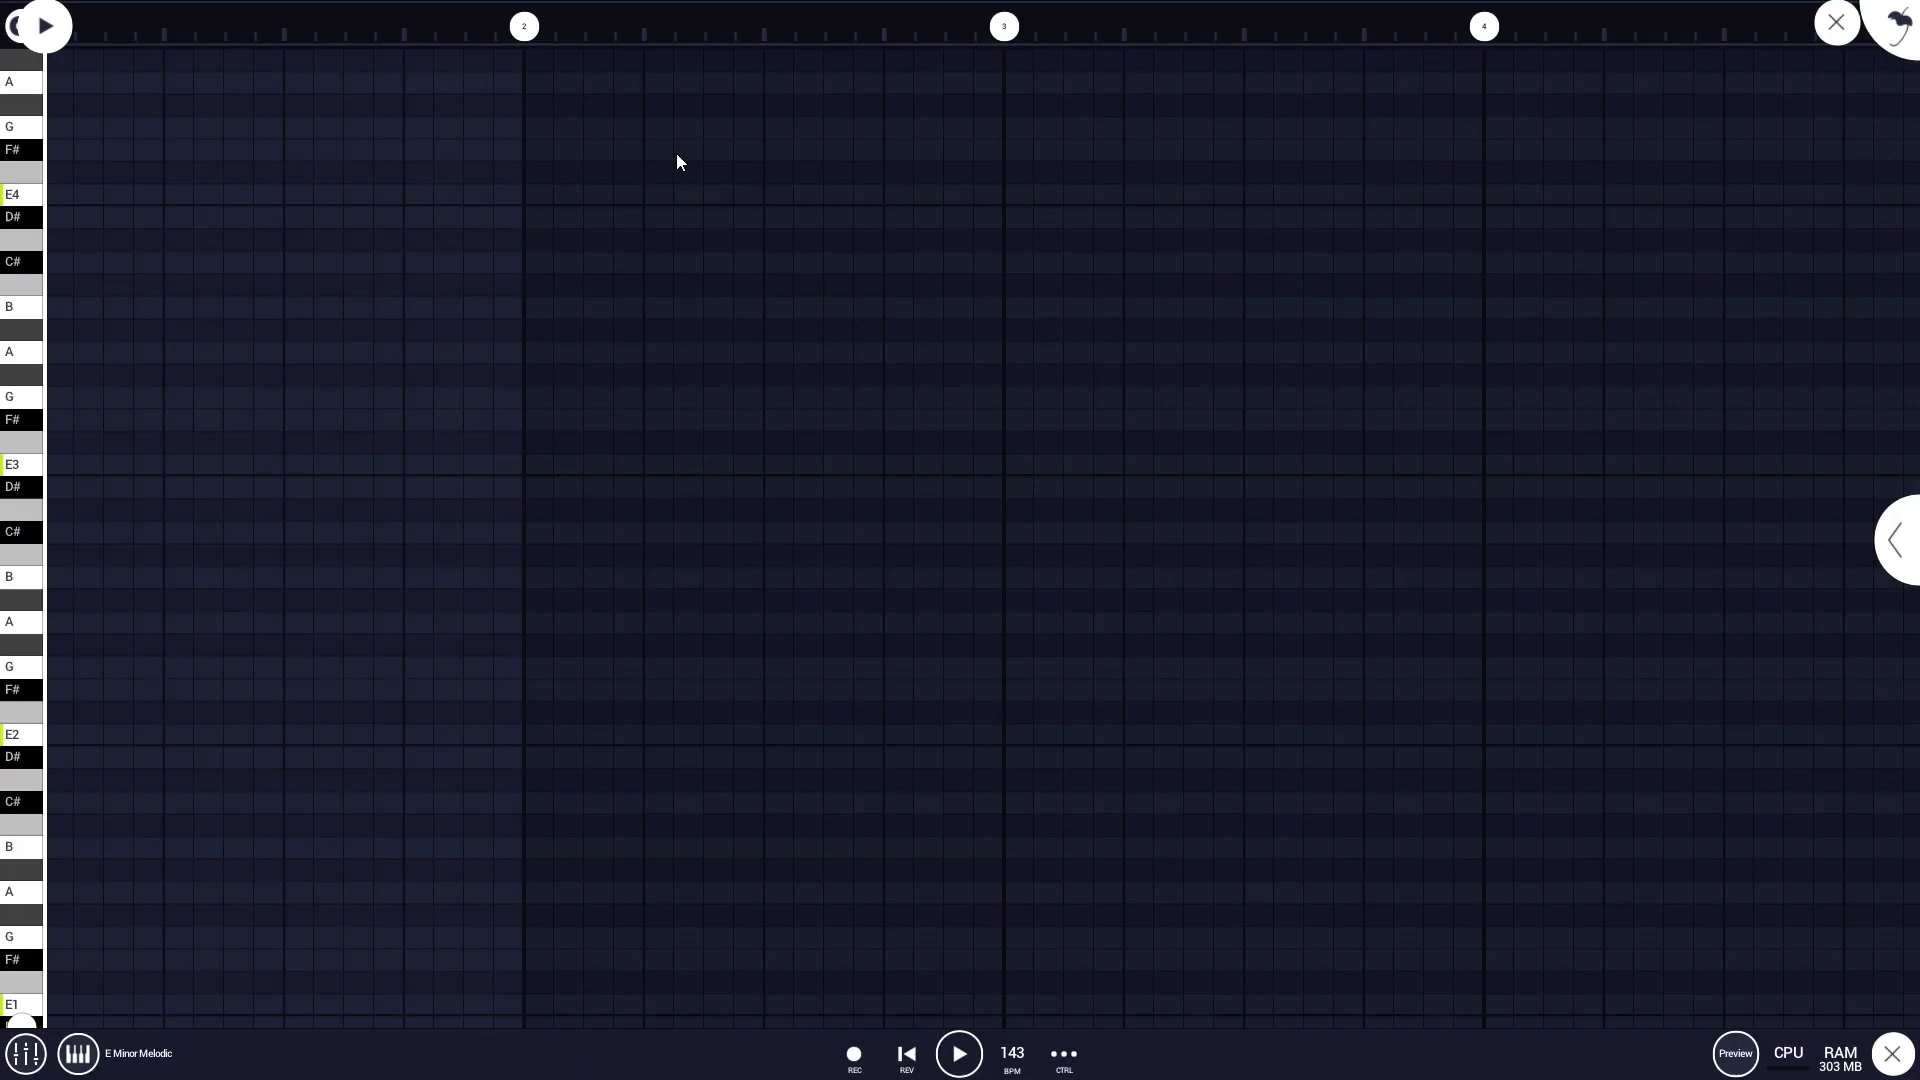 2
3
4
A
G
F#
E4
D#
C#
B
A
G
F#
E3
D#
C#
B
A
G
F#
E2
D#
C#
B
A
G
F#
E1
E Minor Melodic
REC
REV
143
BPM
CTRL
Preview
CPU
RAM
303 MB